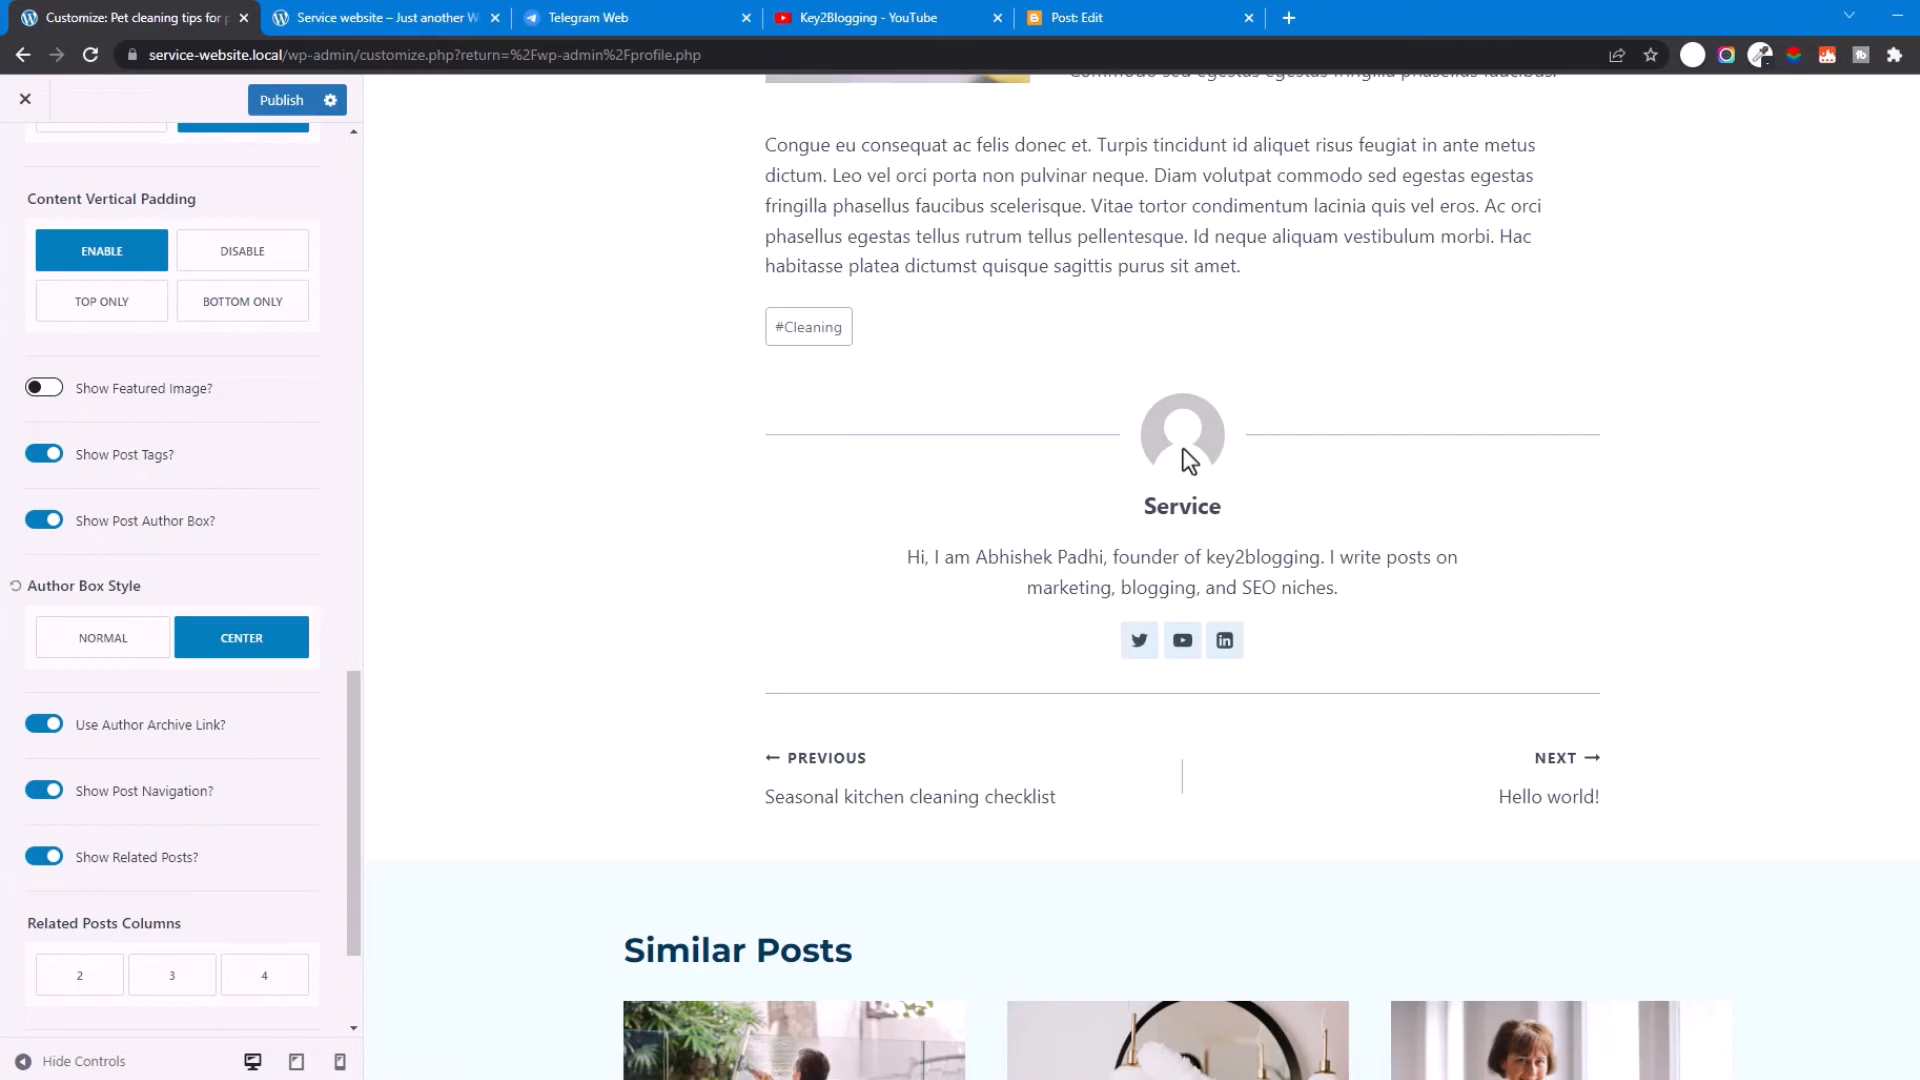 Customize: Pet cleaning tips for p
Service website – Just another W
Telegram Web
Key2Blogging - YouTube
Post: Edit
service-website.local/wp-admin/customize.php?return=%2Fwp-admin%2Fprofile.php
Publish
Commodo sed egestas egestas fringilla phasellus faucibus.
Content Vertical Padding
ENABLE
DISABLE
TOP ONLY
BOTTOM ONLY
Show Featured Image?
Show Post Tags?
Show Post Author Box?
Author Box Style
NORMAL
CENTER
Use Author Archive Link?
Show Post Navigation?
Show Related Posts?
Related Posts Columns
2
3
4
Hide Controls
Congue eu consequat ac felis donec et. Turpis tincidunt id aliquet risus feugiat in ante metus
dictum. Leo vel orci porta non pulvinar neque. Diam volutpat commodo sed egestas egestas
fringilla phasellus faucibus scelerisque. Vitae tortor condimentum lacinia quis vel eros. Ac orci
phasellus egestas tellus rutrum tellus pellentesque. Id neque aliquam vestibulum morbi. Hac
habitasse platea dictumst quisque sagittis purus sit amet.
#Cleaning
Service
Hi, I am Abhishek Padhi, founder of key2blogging. I write posts on
marketing, blogging, and SEO niches.
← PREVIOUS
Seasonal kitchen cleaning checklist
NEXT →
Hello world!
Similar Posts